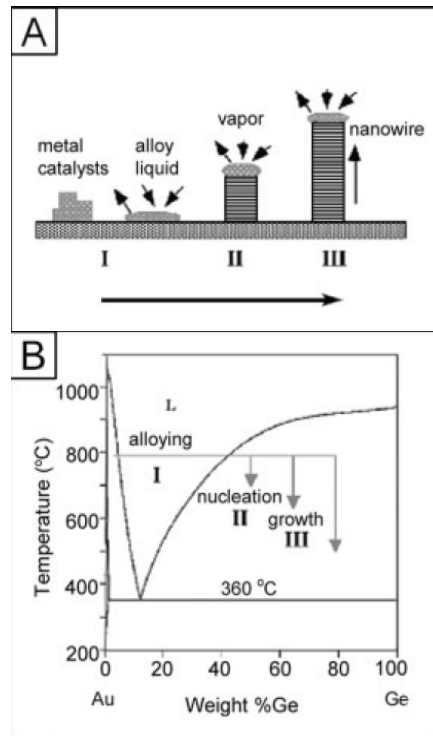 A
vapor
metal
catalysts
alloy
liquid
nanowire
I
II
III
B
1000
800
600
400
200
Temperature (°C)
L
alloying
I
nucleation
II
growth
III
360 °C
0
20
40
60
80
100
Au
Weight %Ge
Ge